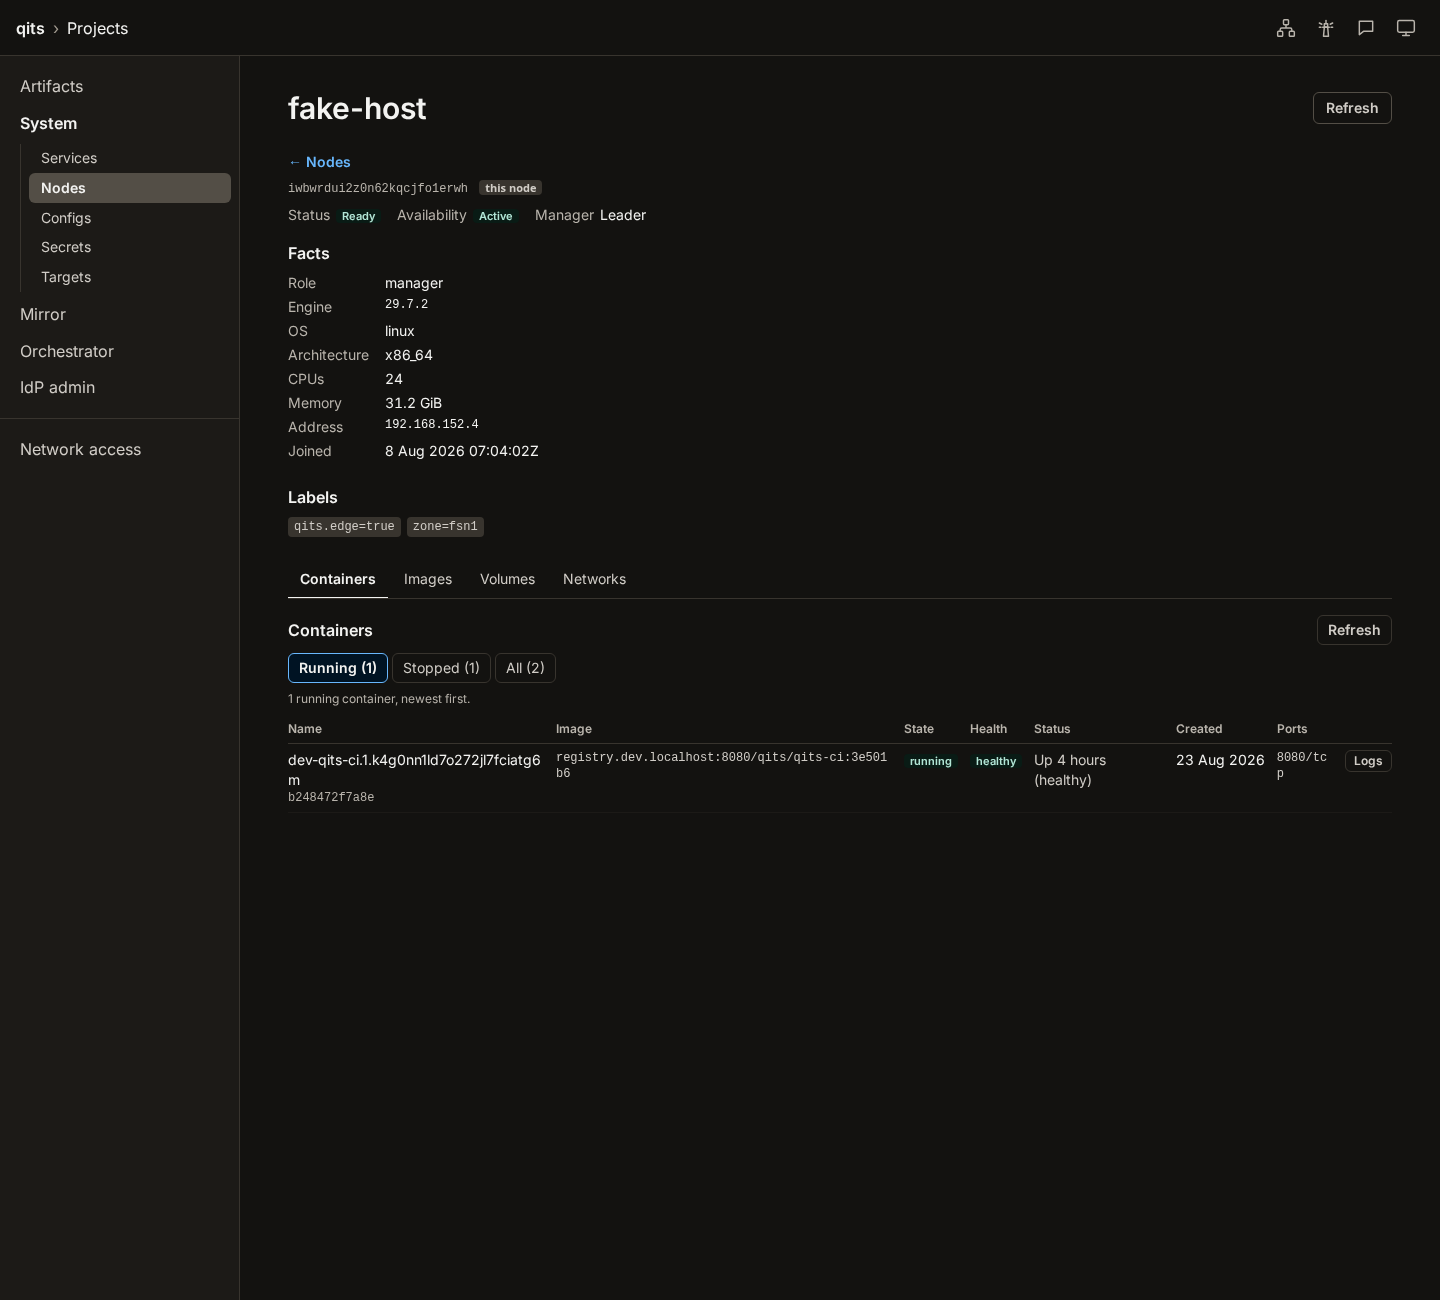 qits › Projects
Artifacts
System
Services
Nodes
Configs
Secrets
Targets
Mirror
Orchestrator
IdP admin
Network access
fake-host
Refresh
← Nodes
iwbwrdui2z0n62kqcjfo1erwh this node
Status Ready Availability Active Manager Leader
Facts
Role manager
Engine 29.7.2
OS linux
Architecture x86_64
CPUs 24
Memory 31.2 GiB
Address 192.168.152.4
Joined 8 Aug 2026 07:04:02Z
Labels
qits.edge=true zone=fsn1
Containers Images Volumes Networks
Containers
Refresh
Running (1) Stopped (1) All (2)
1 running container, newest first.
Name Image State Health Status Created Ports
dev-qits-ci.1.k4g0nn1ld7o272jl7fciatg6 registry.dev.localhost:8080/qits/qits-ci:3e501 running healthy Up 4 hours 23 Aug 2026 8080/tc Logs
m b6 (healthy) p
b248472f7a8e